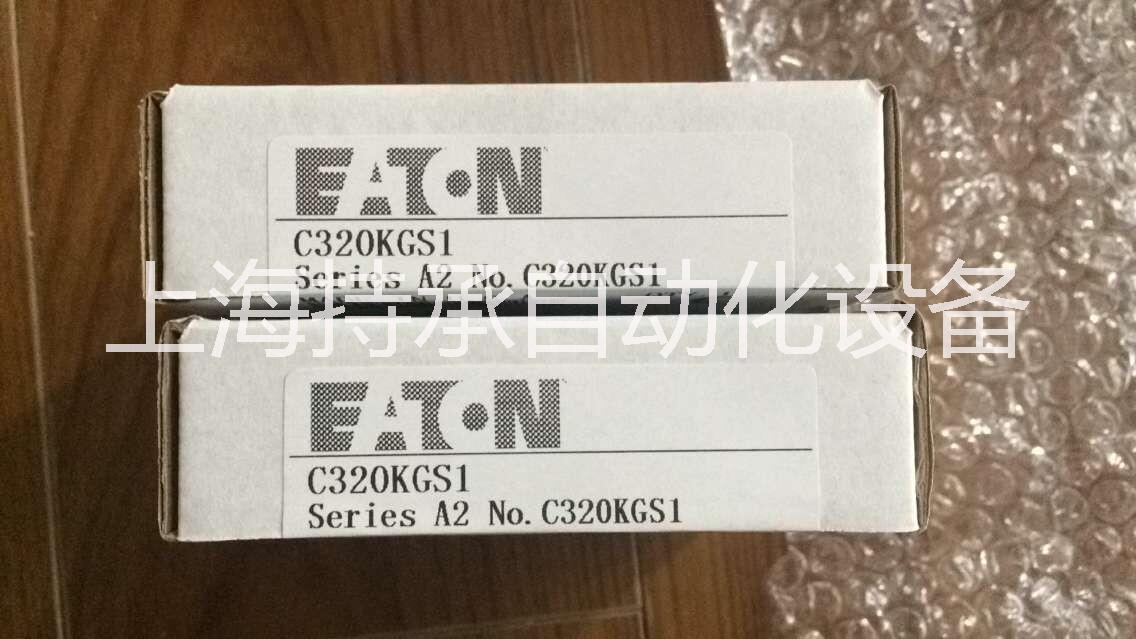 EATON
C320KGS1
Series A2 No. C320KGS1
上海持承自动化设备
EATON
C320KGS1
Series A2 No. C320KGS1